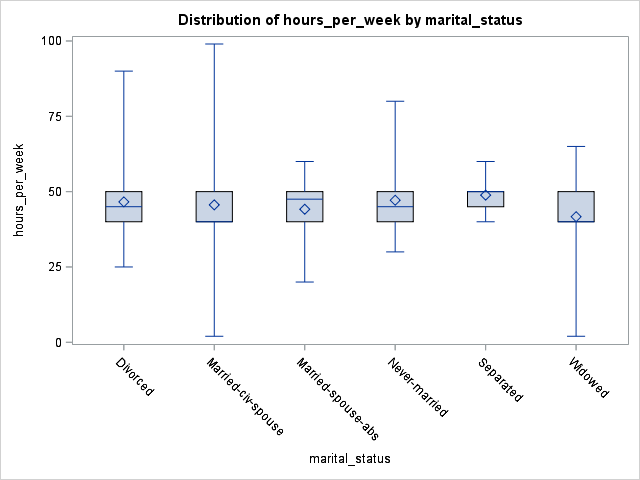 Distribution of hours_per_week by marital_status
100
75
50
25
0
hours_per_week
Divorced
Married-civ-spouse
Married-spouse-abs
Never-married
Separated
Widowed
marital_status